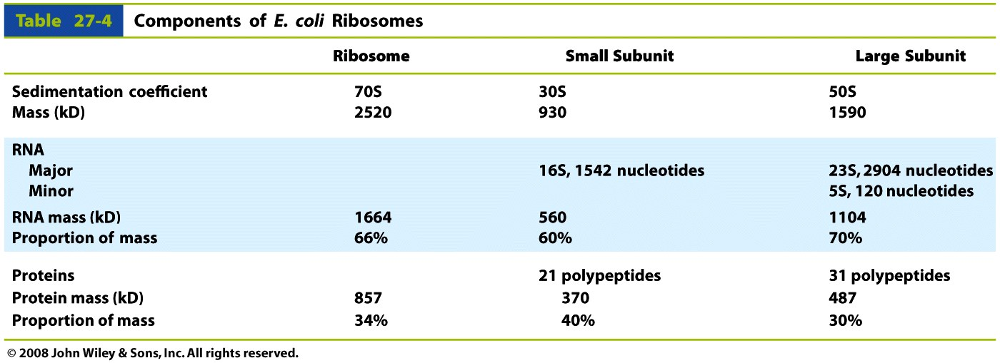 Table 27-4 Components of E. coli Ribosomes
Ribosome Small Subunit Large Subunit
Sedimentation coefficient 70S 30S 50S
Mass (kD) 2520 930 1590
RNA
Major 16S, 1542 nucleotides 23S, 2904 nucleotides
Minor 5S, 120 nucleotides
RNA mass (kD) 1664 560 1104
Proportion of mass 66% 60% 70%
Proteins 21 polypeptides 31 polypeptides
Protein mass (kD) 857 370 487
Proportion of mass 34% 40% 30%
© 2008 John Wiley & Sons, Inc. All rights reserved.